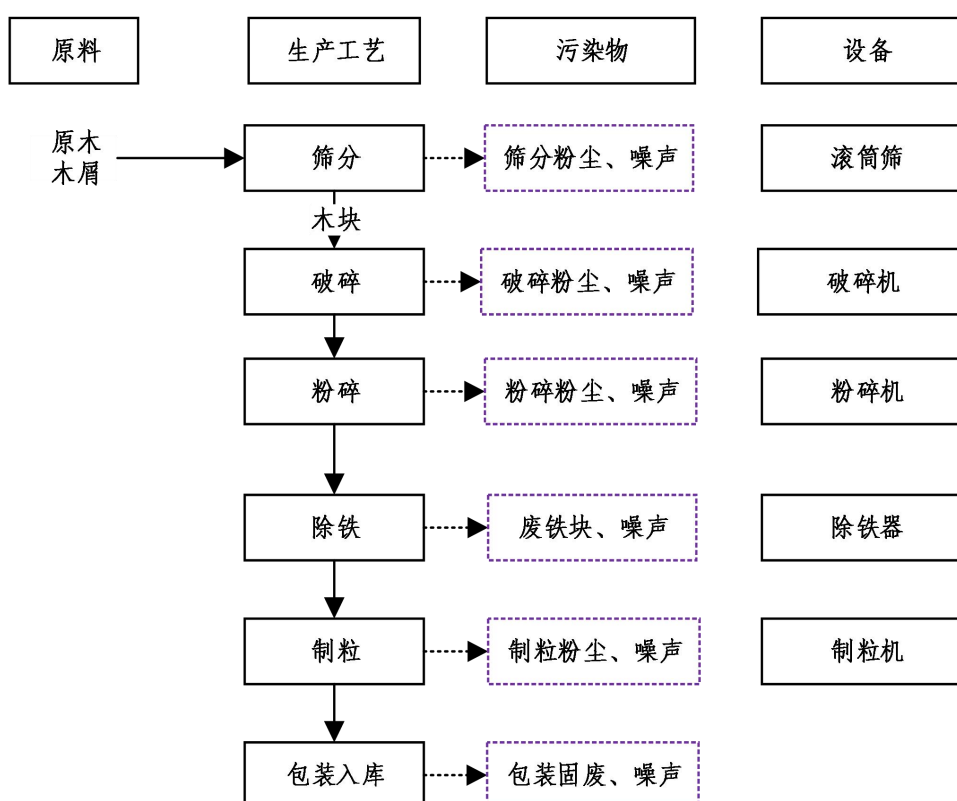 原料
生产工艺
污染物
设备
原木
木屑
筛分
筛分粉尘、噪声
滚筒筛
木块
破碎
破碎粉尘、噪声
破碎机
粉碎
粉碎粉尘、噪声
粉碎机
除铁
废铁块、噪声
除铁器
制粒
制粒粉尘、噪声
制粒机
包装入库
包装固废、噪声